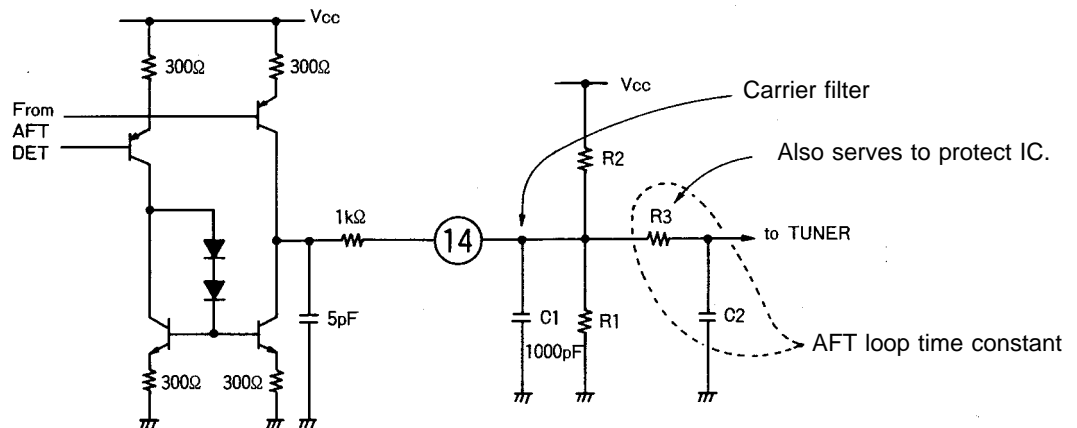 Vcc
300Ω
300Ω
From
AFT
DET
Vcc
Carrier filter
R2
Also serves to protect IC.
1kΩ
14
R3
to TUNER
5pF
C1
1000pF
R1
C2
AFT loop time constant
300Ω
300Ω